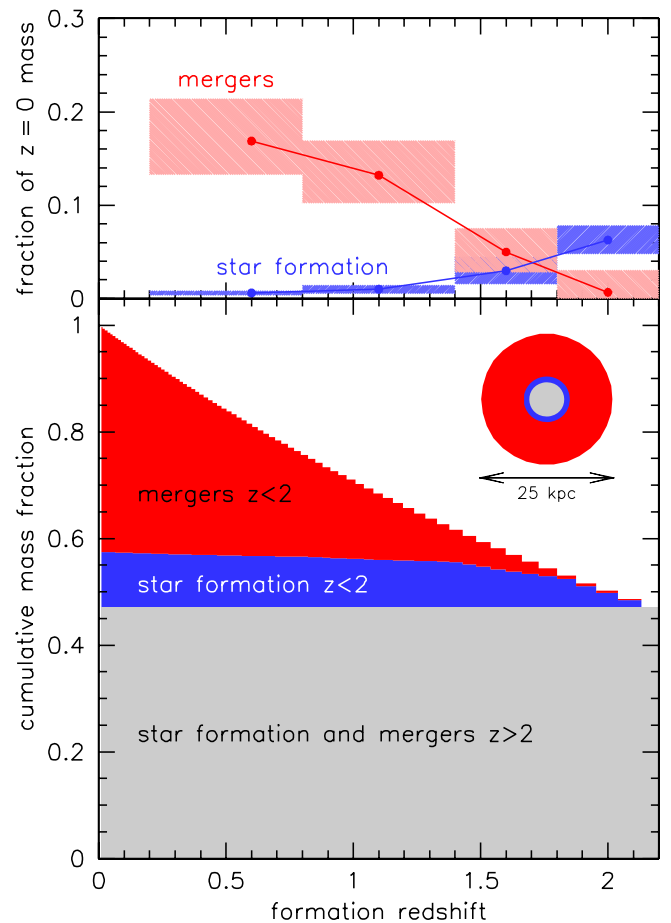 0.3
0.2
0.1
0
fraction of z = 0 mass
mergers
star formation
1
0.8
0.6
0.4
0.2
0
cumulative mass fraction
25 kpc
mergers z<2
star formation z<2
star formation and mergers z>2
0 0.5 1 1.5 2
formation redshift